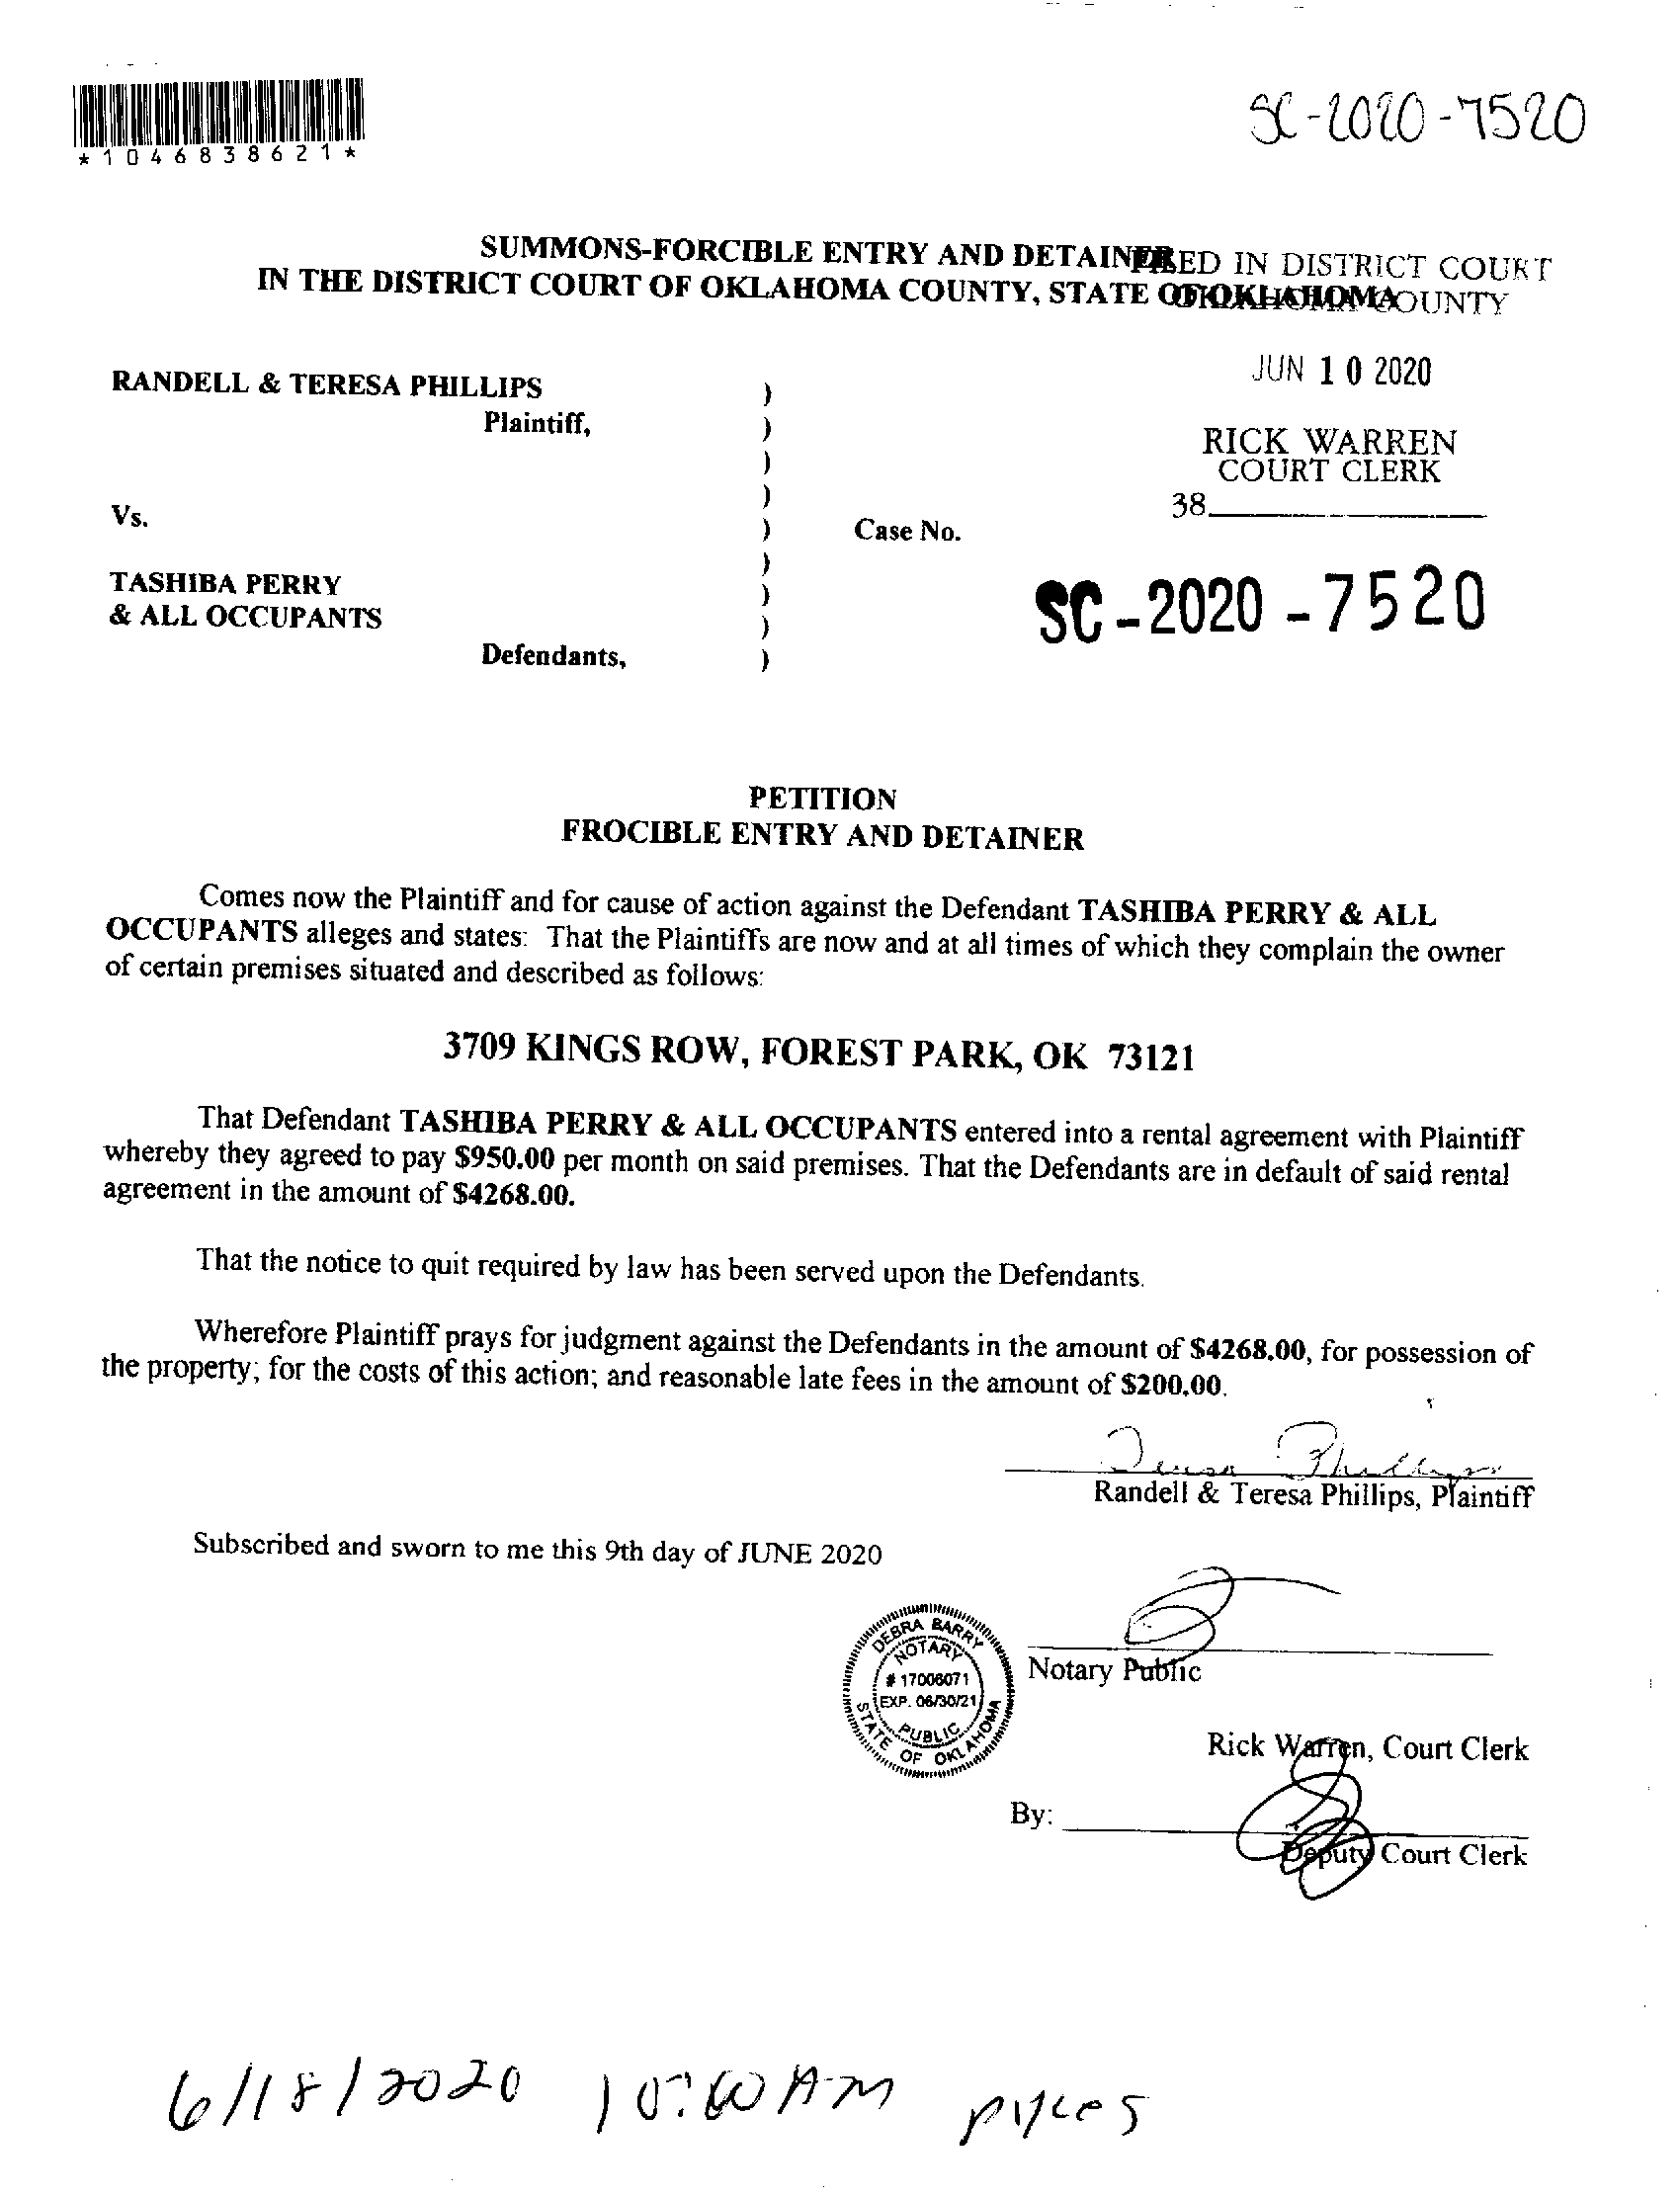 *1046838621*
SC-2020-7520
SUMMONS-FORCIBLE ENTRY AND DETAINER
IN THE DISTRICT COURT OF OKLAHOMA COUNTY, STATE OF OKLAHOMA
IN DISTRICT COURT
COUNTY
JUN 10 2020
RICK WARREN
COURT CLERK
38
RANDELL & TERESA PHILLIPS )
Plaintiff, )
)
)
Vs. ) Case No.
)
TASHIBA PERRY )
& ALL OCCUPANTS )
Defendants, )
SC-2020-7520
PETITION
FROCIBLE ENTRY AND DETAINER
Comes now the Plaintiff and for cause of action against the Defendant TASHIBA PERRY & ALL
OCCUPANTS alleges and states: That the Plaintiffs are now and at all times of which they complain the owner
of certain premises situated and described as follows:
3709 KINGS ROW, FOREST PARK, OK 73121
That Defendant TASHIBA PERRY & ALL OCCUPANTS entered into a rental agreement with Plaintiff
whereby they agreed to pay $950.00 per month on said premises. That the Defendants are in default of said rental
agreement in the amount of $4268.00.
That the notice to quit required by law has been served upon the Defendants.
Wherefore Plaintiff prays for judgment against the Defendants in the amount of $4268.00, for possession of
the property; for the costs of this action; and reasonable late fees in the amount of $200.00.
Teresa Phillips
Randell & Teresa Phillips, Plaintiff
Subscribed and sworn to me this 9th day of JUNE 2020
DEBRA BARRY
NOTARY
# 17006071
EXP. 06/30/21
PUBLIC
STATE OF OKLAHOMA
Notary Public
Rick Warren, Court Clerk
By:
Deputy Court Clerk
6/18/2020 10:00 AM